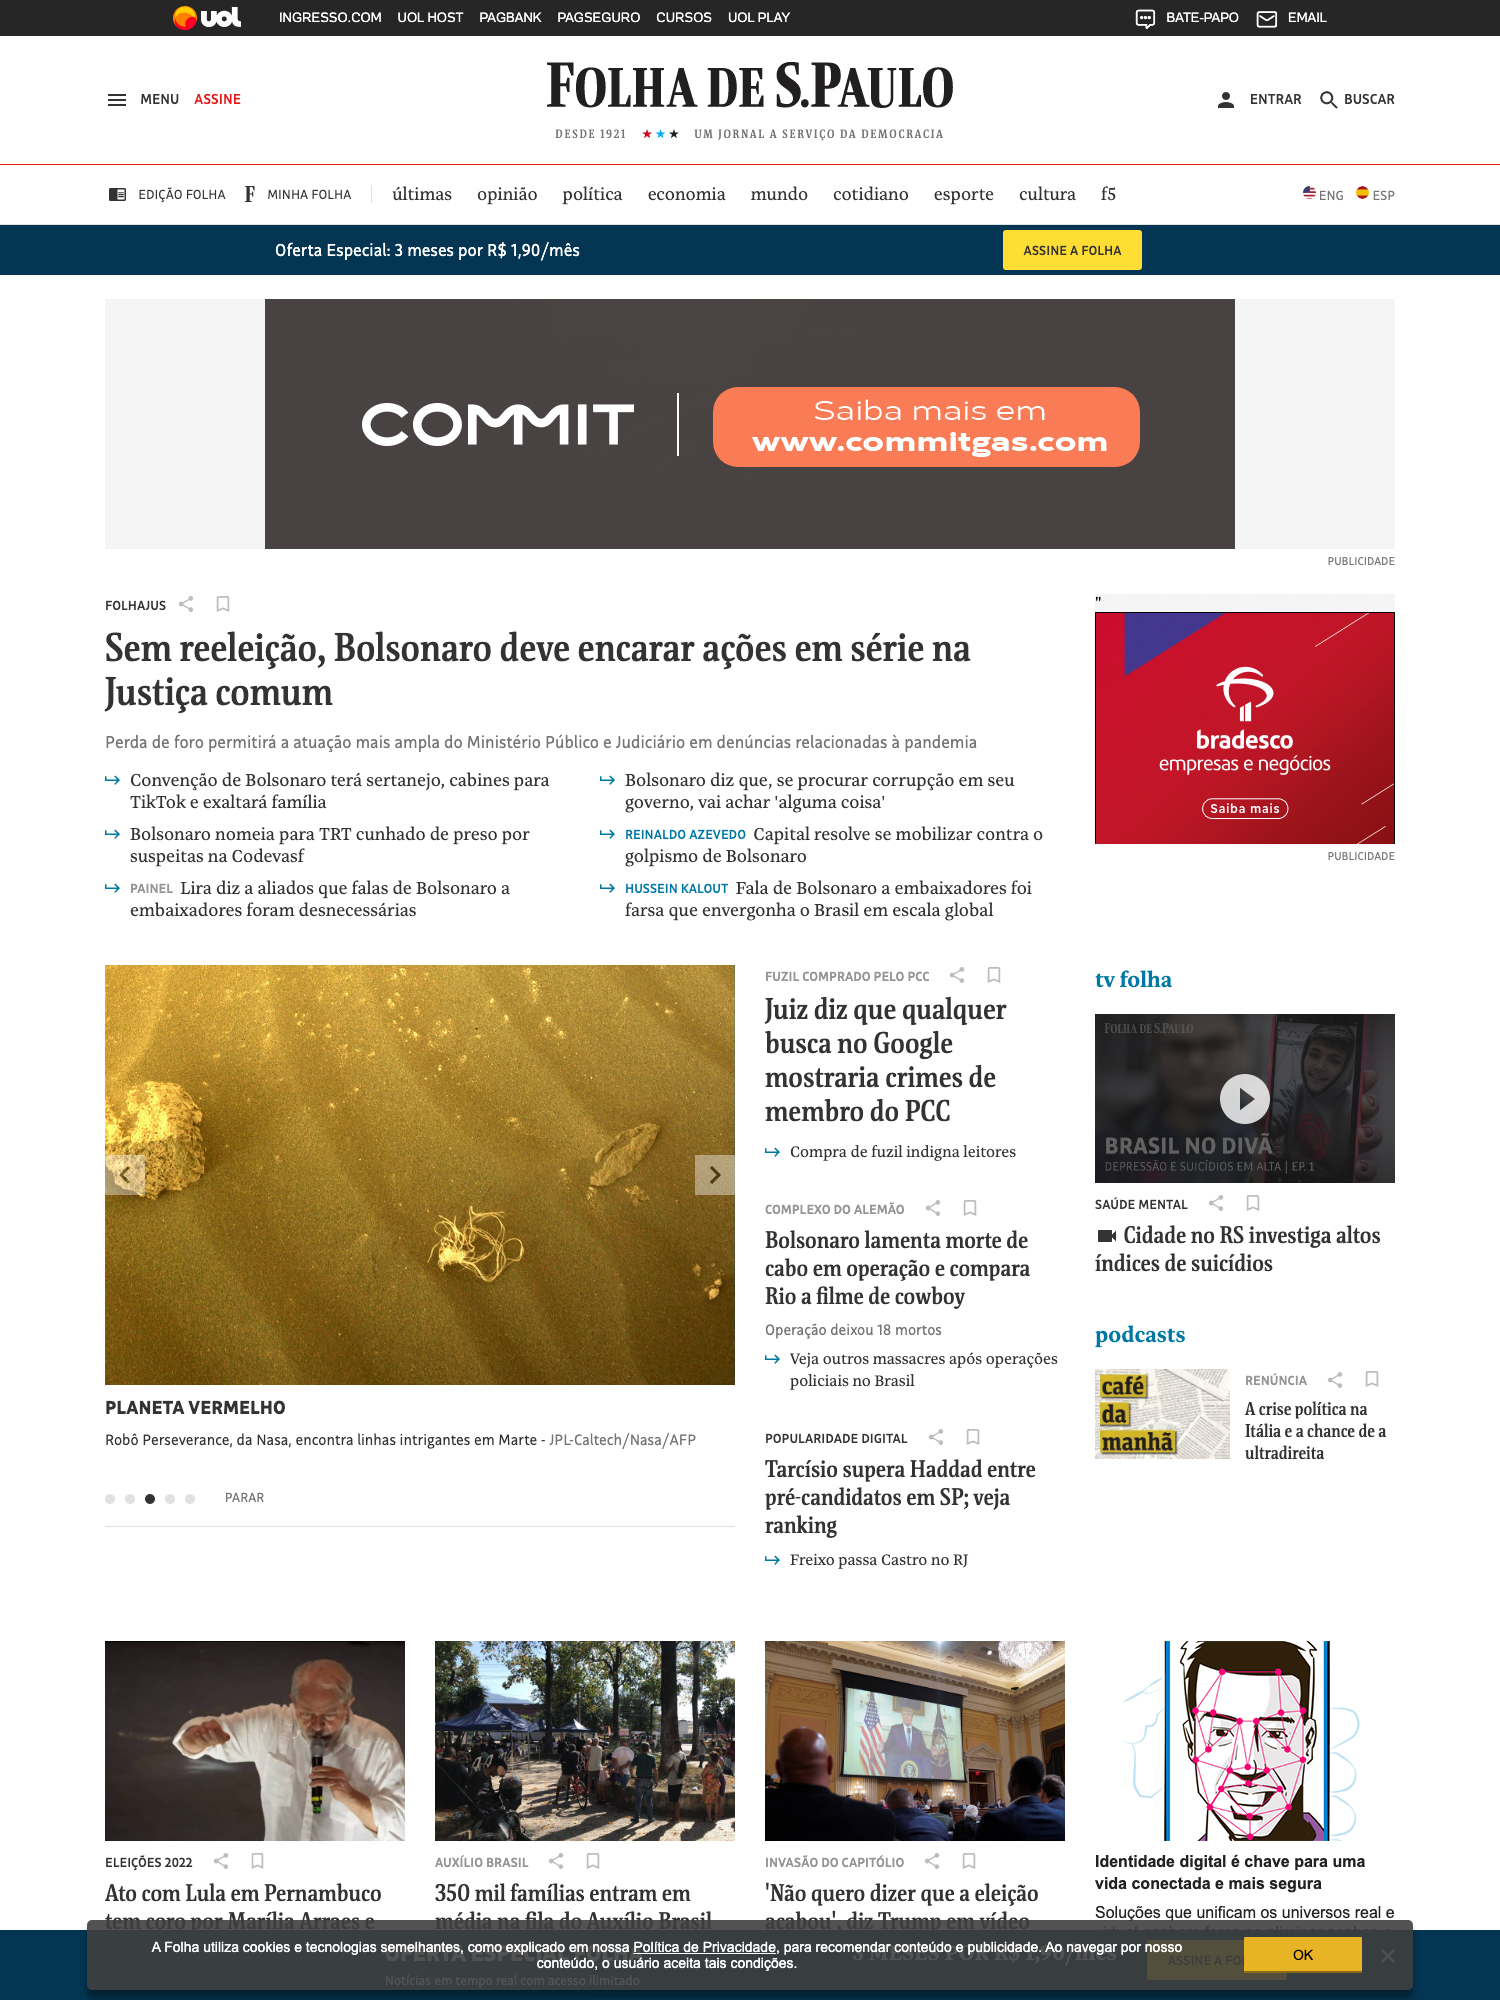 uol INGRESSO.COM UOL HOST PAGBANK PAGSEGURO CURSOS UOL PLAY BATE-PAPO EMAIL
MENU ASSINE FOLHA DE S.PAULO ENTRAR BUSCAR
DESDE 1921 ★★★ UM JORNAL A SERVIÇO DA DEMOCRACIA
EDIÇÃO FOLHA F MINHA FOLHA últimas opinião política economia mundo cotidiano esporte cultura f5 ENG ESP
Oferta Especial: 3 meses por R$ 1,90/mês ASSINE A FOLHA
COMMIT
Saiba mais em
www.commitgas.com
PUBLICIDADE
FOLHAJUS
Sem reeleição, Bolsonaro deve encarar ações em série na
Justiça comum
Perda de foro permitirá a atuação mais ampla do Ministério Público e Judiciário em denúncias relacionadas à pandemia
Convenção de Bolsonaro terá sertanejo, cabines para
TikTok e exaltará família
Bolsonaro nomeia para TRT cunhado de preso por
suspeitas na Codevasf
PAINEL Lira diz a aliados que falas de Bolsonaro a
embaixadores foram desnecessárias
Bolsonaro diz que, se procurar corrupção em seu
governo, vai achar 'alguma coisa'
REINALDO AZEVEDO Capital resolve se mobilizar contra o
golpismo de Bolsonaro
HUSSEIN KALOUT Fala de Bolsonaro a embaixadores foi
farsa que envergonha o Brasil em escala global
"
bradesco
empresas e negócios
Saiba mais
PUBLICIDADE
PLANETA VERMELHO
Robô Perseverance, da Nasa, encontra linhas intrigantes em Marte - JPL-Caltech/Nasa/AFP
PARAR
FUZIL COMPRADO PELO PCC
Juiz diz que qualquer
busca no Google
mostraria crimes de
membro do PCC
Compra de fuzil indigna leitores
COMPLEXO DO ALEMÃO
Bolsonaro lamenta morte de
cabo em operação e compara
Rio a filme de cowboy
Operação deixou 18 mortos
Veja outros massacres após operações
policiais no Brasil
POPULARIDADE DIGITAL
Tarcísio supera Haddad entre
pré-candidatos em SP; veja
ranking
Freixo passa Castro no RJ
tv folha
FOLHA DE S.PAULO
BRASIL NO DIVÃ
DEPRESSÃO E SUICÍDIOS EM ALTA | EP. 1
SAÚDE MENTAL
Cidade no RS investiga altos
índices de suicídios
podcasts
café
da
manhã
RENÚNCIA
A crise política na
Itália e a chance de a
ultradireita
ELEIÇÕES 2022
Ato com Lula em Pernambuco
tem coro por Marília Arraes e
AUXÍLIO BRASIL
350 mil famílias entram em
média na fila do Auxílio Brasil
INVASÃO DO CAPITÓLIO
'Não quero dizer que a eleição
acabou', diz Trump em vídeo
Identidade digital é chave para uma
vida conectada e mais segura
Soluções que unificam os universos real e
A Folha utiliza cookies e tecnologias semelhantes, como explicado em nossa Política de Privacidade, para recomendar conteúdo e publicidade. Ao navegar por nosso
conteúdo, o usuário aceita tais condições.
OK
3 MESES POR R$ 1,90/mês
ASSINE A FO
Notícias em tempo real com acesso ilimitado